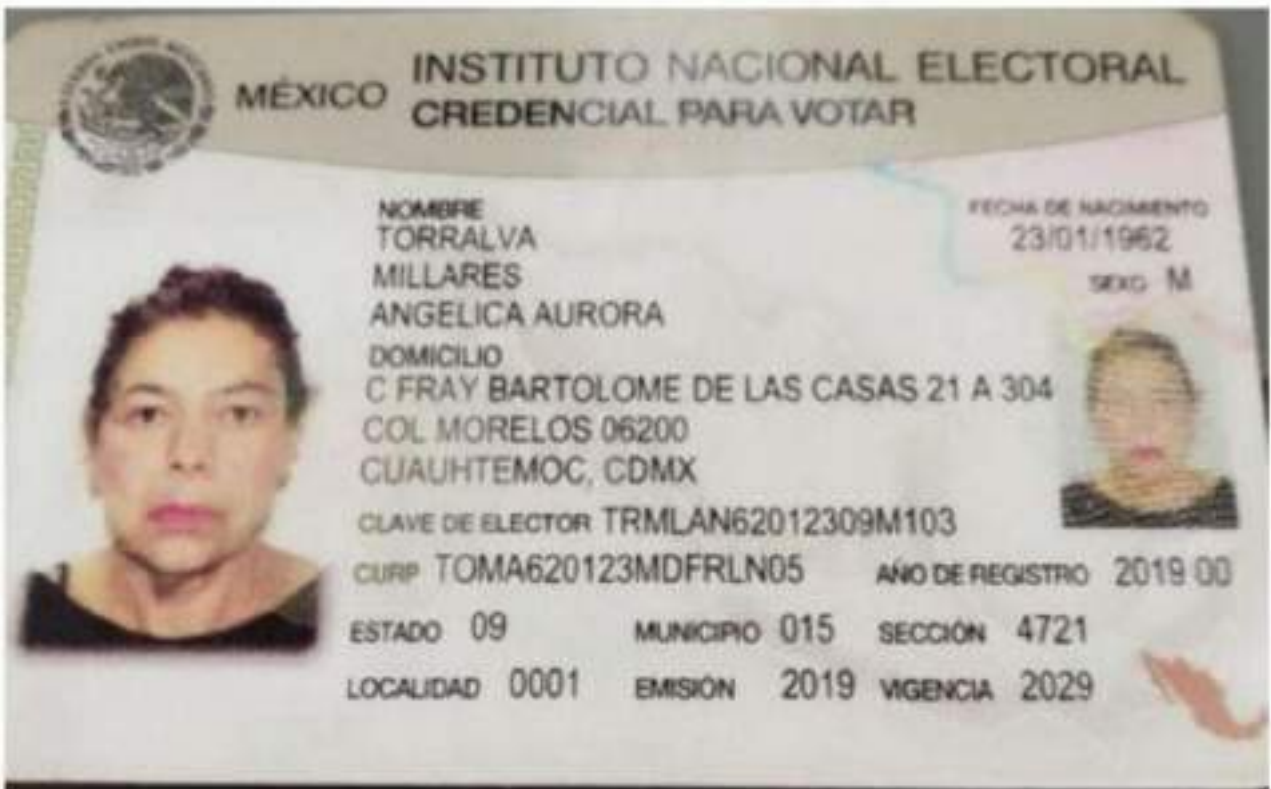 MÉXICO
INSTITUTO NACIONAL ELECTORAL
CREDENCIAL PARA VOTAR
NOMBRE
TORRALVA
MILLARES
ANGELICA AURORA
FECHA DE NACIMIENTO
23/01/1962
SEXO M
DOMICILIO
C FRAY BARTOLOME DE LAS CASAS 21 A 304
COL MORELOS 06200
CUAUHTEMOC, CDMX
CLAVE DE ELECTOR TRMLAN62012309M103
CURP TOMA620123MDFRLN05 AÑO DE REGISTRO 2019 00
ESTADO 09 MUNICIPIO 015 SECCIÓN 4721
LOCALIDAD 0001 EMISIÓN 2019 VIGENCIA 2029